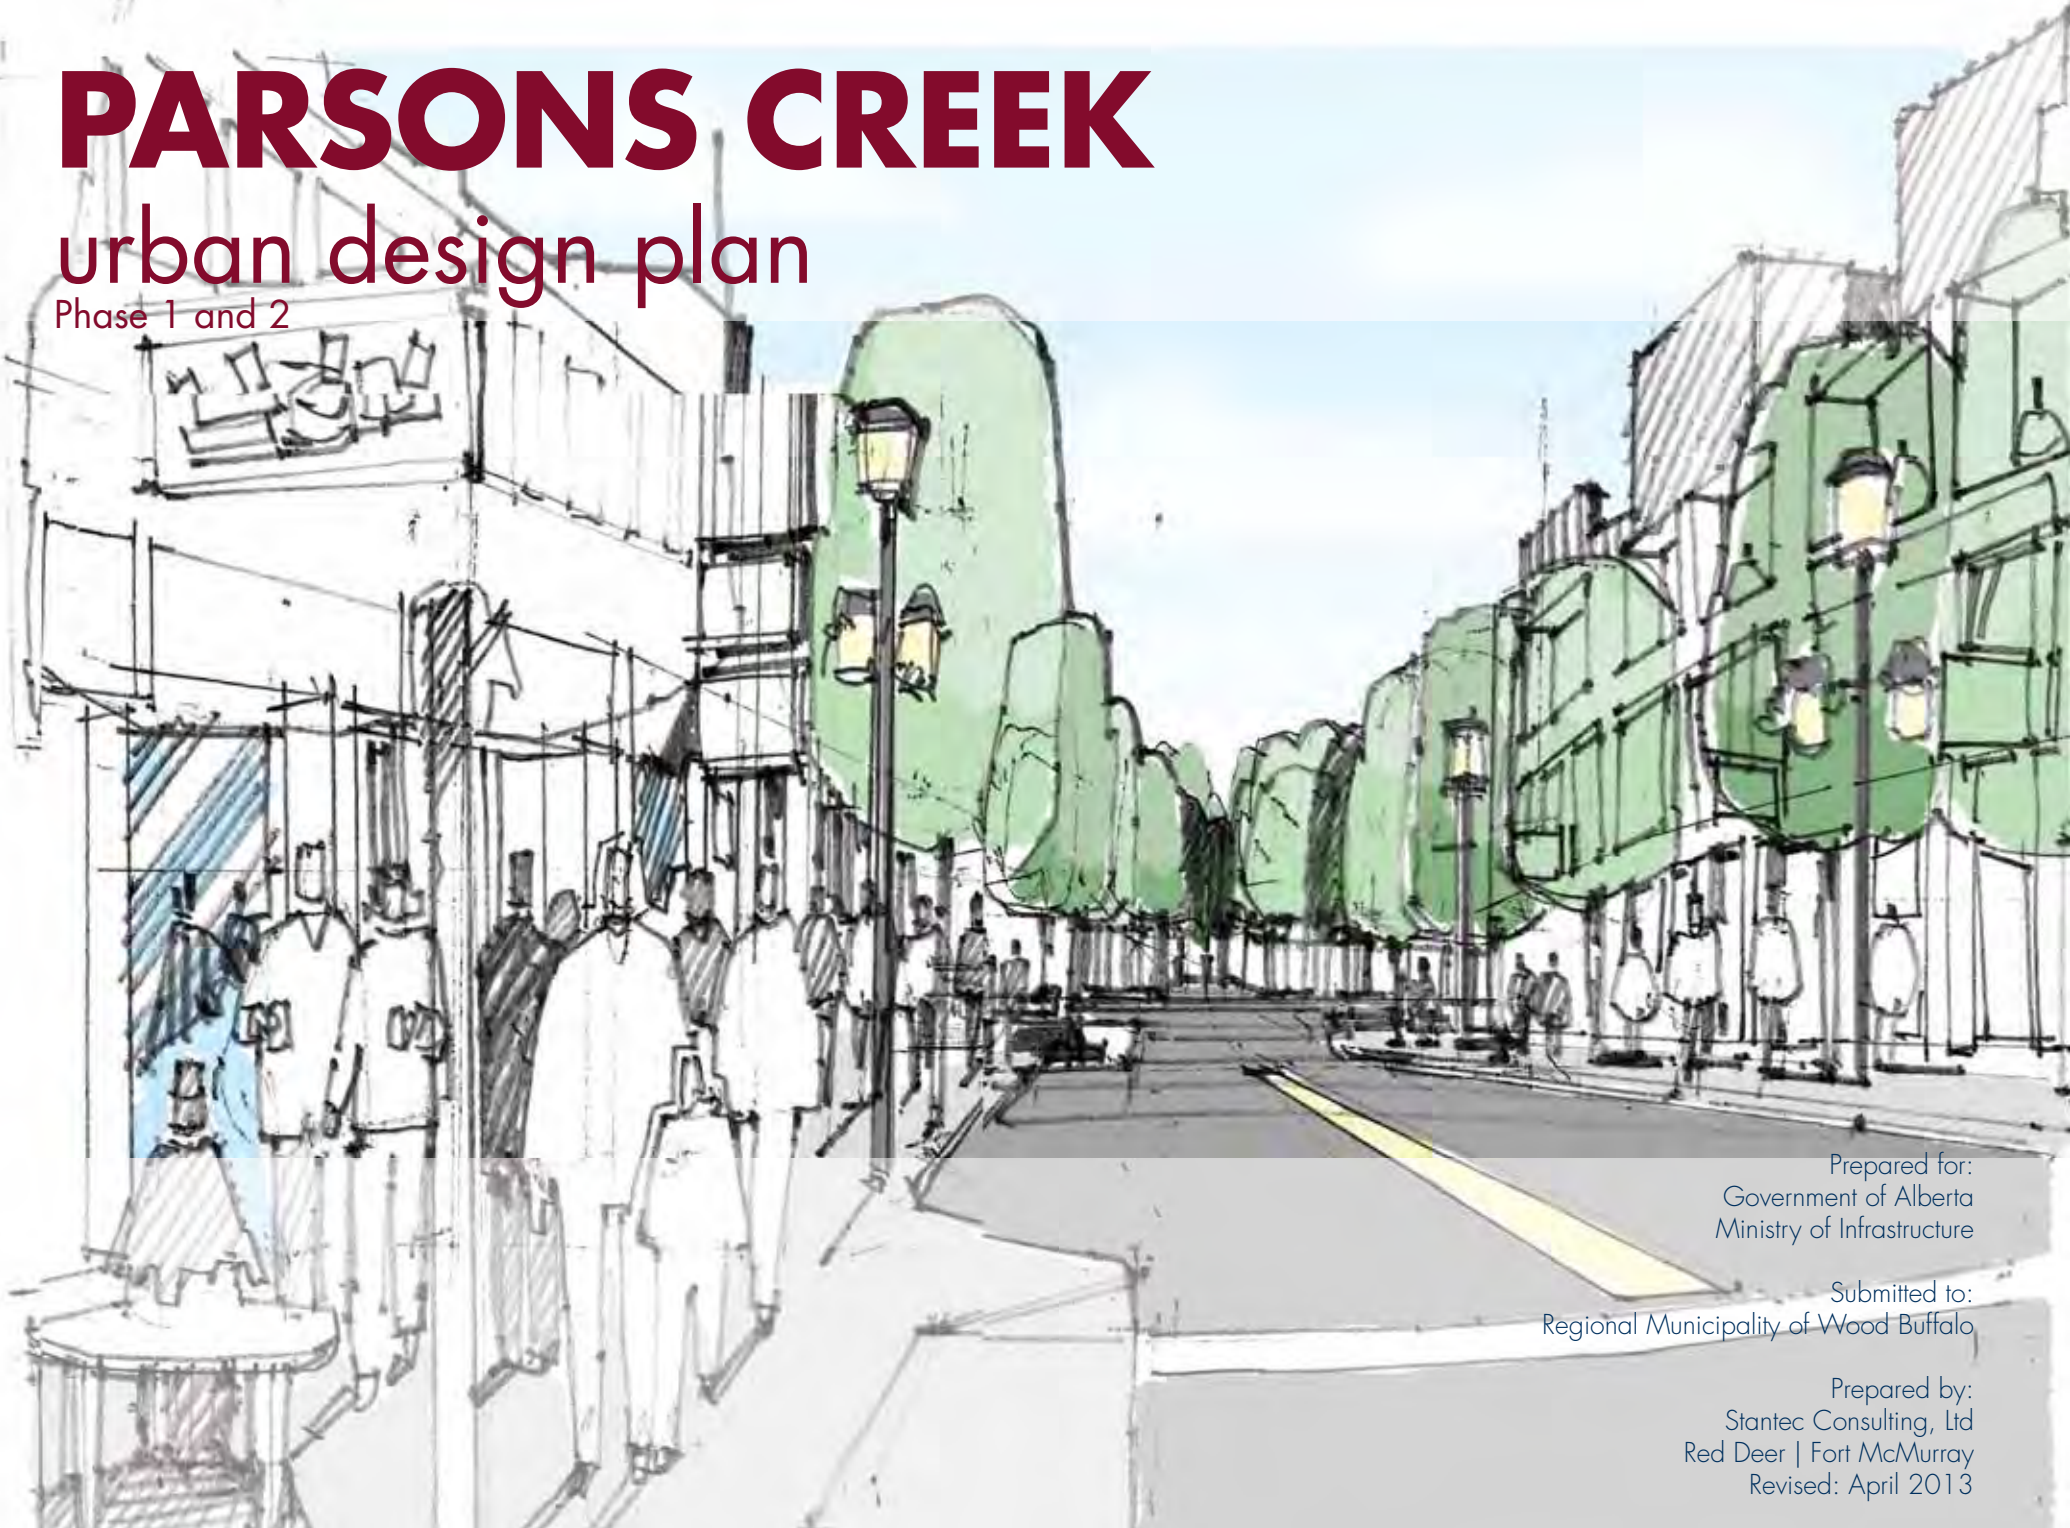 PARSONS CREEK
urban design plan
Phase 1 and 2
Prepared for:
Government of Alberta
Ministry of Infrastructure
Submitted to:
Regional Municipality of Wood Buffalo
Prepared by:
Stantec Consulting, Ltd
Red Deer | Fort McMurray
Revised: April 2013